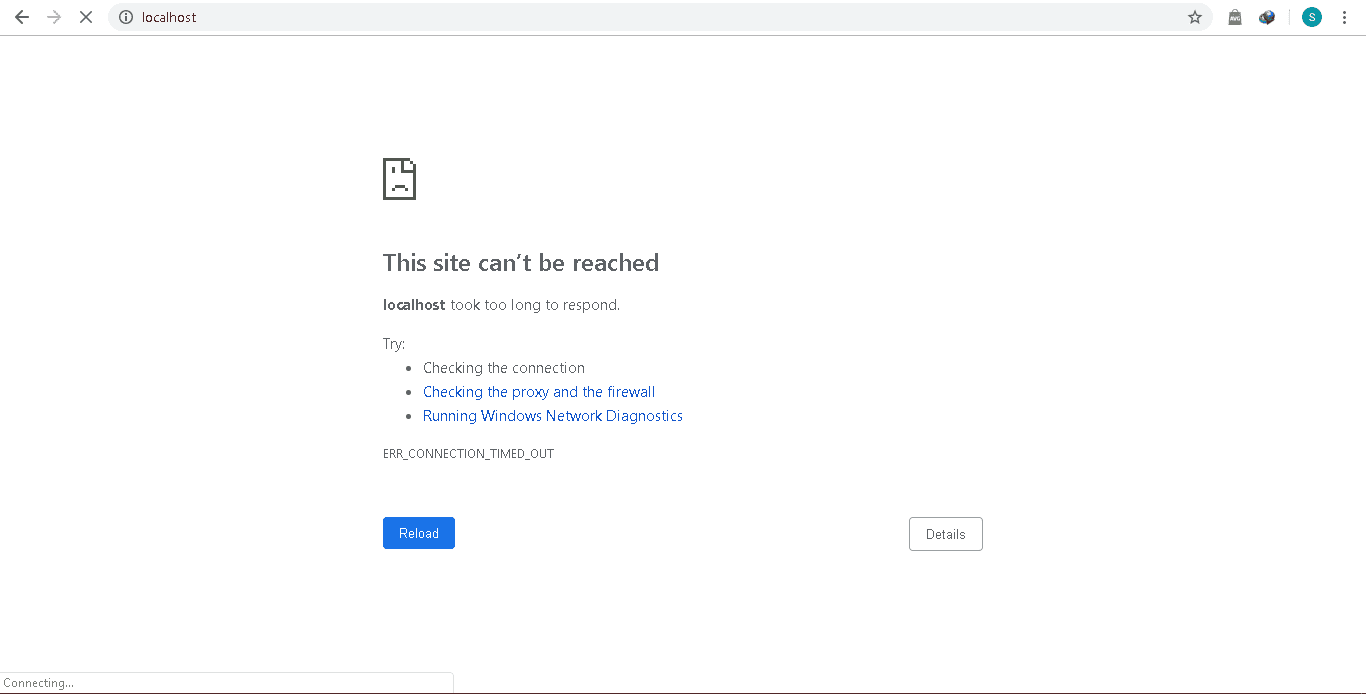 localhost
AVG
S
This site can't be reached
localhost took too long to respond.
Try:
Checking the connection
Checking the proxy and the firewall
Running Windows Network Diagnostics
ERR_CONNECTION_TIMED_OUT
Reload
Details
Connecting...